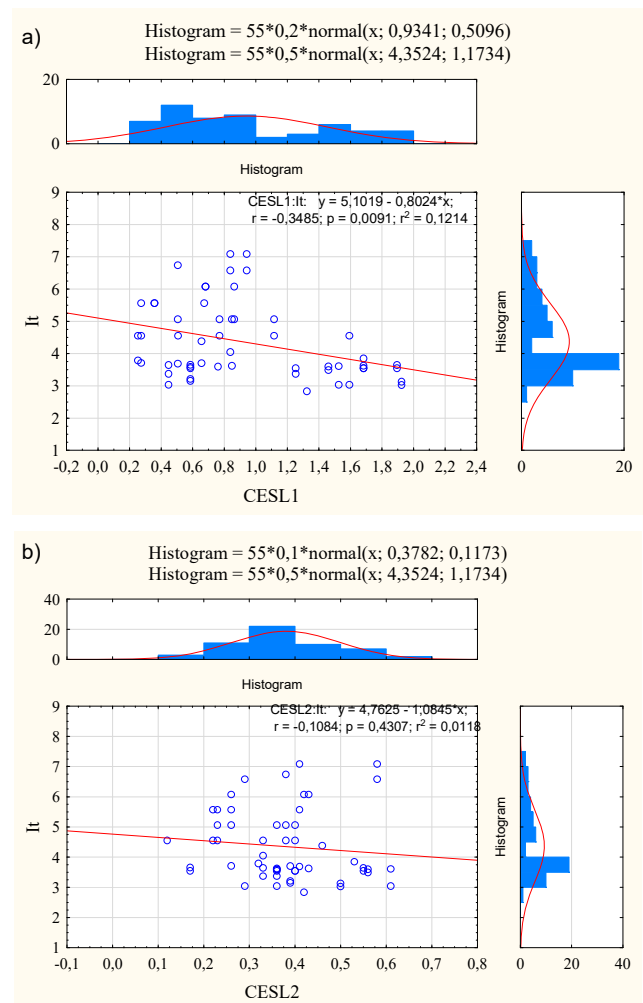 a)
Histogram = 55*0,2*normal(x; 0,9341; 0,5096)
Histogram = 55*0,5*normal(x; 4,3524; 1,1734)
20
10
0
Histogram
CESL1:It: y = 5,1019 - 0,8024*x;
r = -0,3485; p = 0,0091; r² = 0,1214
9
8
7
6
5
4
3
2
1
It
-0,2 0,0 0,2 0,4 0,6 0,8 1,0 1,2 1,4 1,6 1,8 2,0 2,2 2,4
CESL1
Histogram
0 10 20
b)
Histogram = 55*0,1*normal(x; 0,3782; 0,1173)
Histogram = 55*0,5*normal(x; 4,3524; 1,1734)
40
20
0
Histogram
CESL2:It: y = 4,7625 - 1,0845*x;
r = -0,1084; p = 0,4307; r² = 0,0118
9
8
7
6
5
4
3
2
1
It
-0,1 0,0 0,1 0,2 0,3 0,4 0,5 0,6 0,7 0,8
CESL2
Histogram
0 20 40